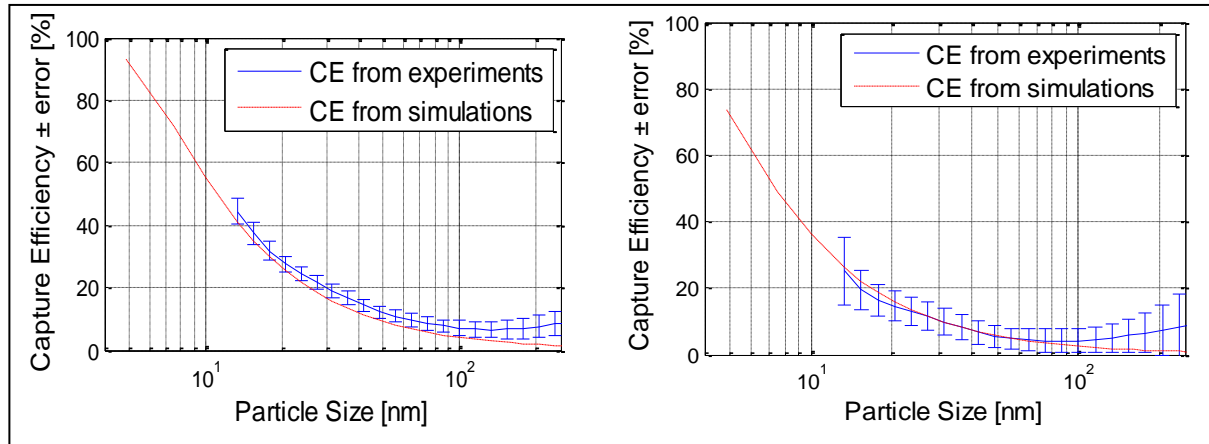 Capture Efficiency ± error [%]
100
80
60
40
20
0
CE from experiments
CE from simulations
10^1
10^2
Particle Size [nm]
Capture Efficiency ± error [%]
100
80
60
40
20
0
CE from experiments
CE from simulations
10^1
10^2
Particle Size [nm]